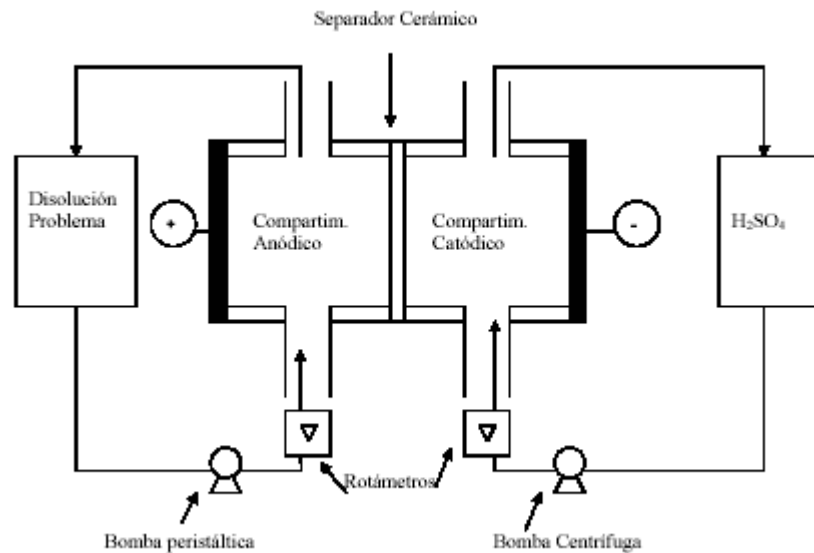 Separador Cerámico
Disolución
Problema
+
Compartim.
Anódico
Compartim.
Catódico
-
H₂SO₄
Rotámetros
Bomba peristáltica
Bomba Centrífuga